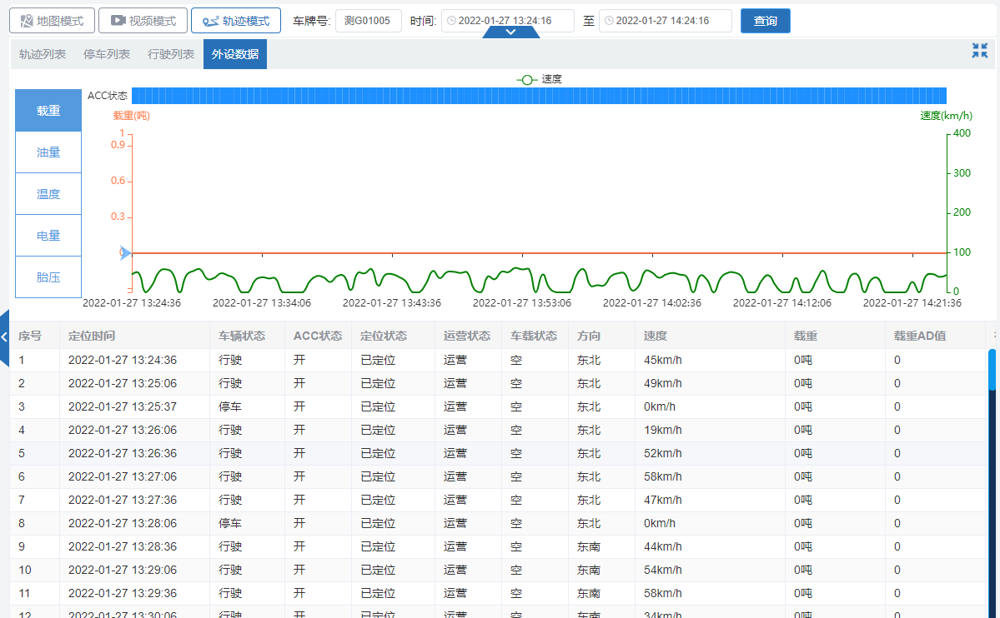 地图模式 视频模式 轨迹模式 车牌号: 测G01005 时间: 2022-01-27 13:24:16 至 2022-01-27 14:24:16 查询
轨迹列表 停车列表 行驶列表 外设数据
速度
ACC状态
载重(吨) 速度(km/h)
载重
油量
温度
电量
胎压
1 400
0.9
0.6 300
0.3 200
0 100
0
2022-01-27 13:24:36 2022-01-27 13:34:06 2022-01-27 13:43:36 2022-01-27 13:53:06 2022-01-27 14:02:36 2022-01-27 14:12:06 2022-01-27 14:21:36
序号 定位时间 车辆状态 ACC状态 定位状态 运营状态 车载状态 方向 速度 载重 载重AD值
1 2022-01-27 13:24:36 行驶 开 已定位 运营 空 东北 45km/h 0吨 0
2 2022-01-27 13:25:06 行驶 开 已定位 运营 空 东北 49km/h 0吨 0
3 2022-01-27 13:25:37 停车 开 已定位 运营 空 东北 0km/h 0吨 0
4 2022-01-27 13:26:06 行驶 开 已定位 运营 空 东北 19km/h 0吨 0
5 2022-01-27 13:26:36 行驶 开 已定位 运营 空 东北 52km/h 0吨 0
6 2022-01-27 13:27:06 行驶 开 已定位 运营 空 东北 58km/h 0吨 0
7 2022-01-27 13:27:36 行驶 开 已定位 运营 空 东北 47km/h 0吨 0
8 2022-01-27 13:28:06 停车 开 已定位 运营 空 东北 0km/h 0吨 0
9 2022-01-27 13:28:36 行驶 开 已定位 运营 空 东南 44km/h 0吨 0
10 2022-01-27 13:29:06 行驶 开 已定位 运营 空 东南 54km/h 0吨 0
11 2022-01-27 13:29:36 行驶 开 已定位 运营 空 东南 58km/h 0吨 0
12 2022-01-27 13:30:06 行驶 开 已定位 运营 空 东南 34km/h 0吨 0